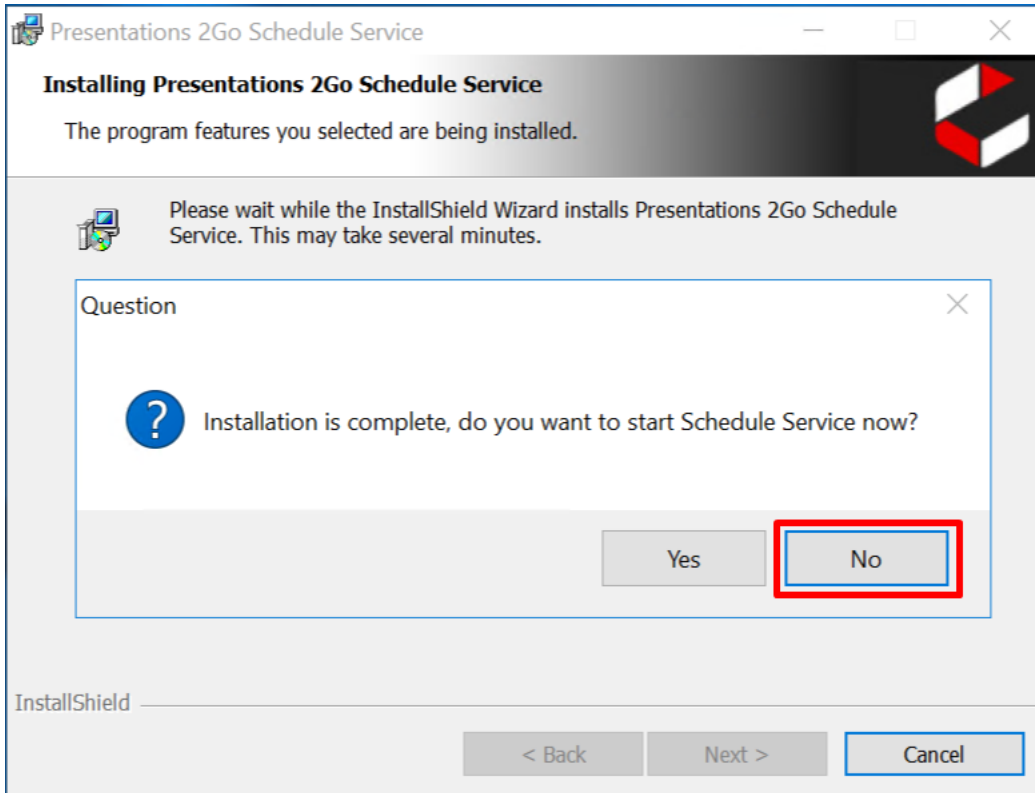 Presentations 2Go Schedule Service
Installing Presentations 2Go Schedule Service
The program features you selected are being installed.
Please wait while the InstallShield Wizard installs Presentations 2Go Schedule
Service. This may take several minutes.
Question
Installation is complete, do you want to start Schedule Service now?
Yes No
InstallShield
< Back Next > Cancel